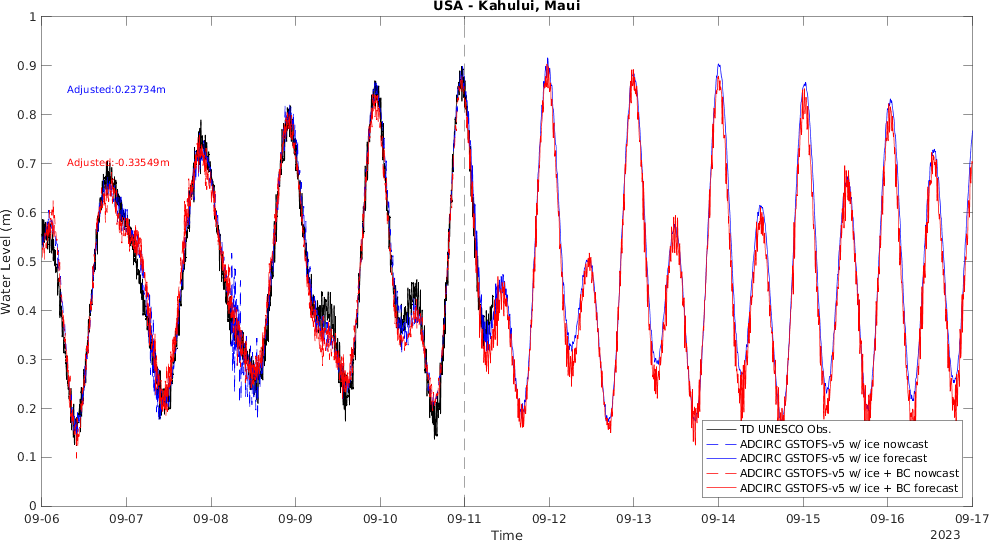 USA - Kahului, Maui
Water Level (m)
1
0.9
0.8
0.7
0.6
0.5
0.4
0.3
0.2
0.1
0
Adjusted:0.23734m
Adjusted:-0.33549m
TD UNESCO Obs.
ADCIRC GSTOFS-v5 w/ ice nowcast
ADCIRC GSTOFS-v5 w/ ice forecast
ADCIRC GSTOFS-v5 w/ ice + BC nowcast
ADCIRC GSTOFS-v5 w/ ice + BC forecast
09-06 09-07 09-08 09-09 09-10 09-11 09-12 09-13 09-14 09-15 09-16 09-17
Time
2023